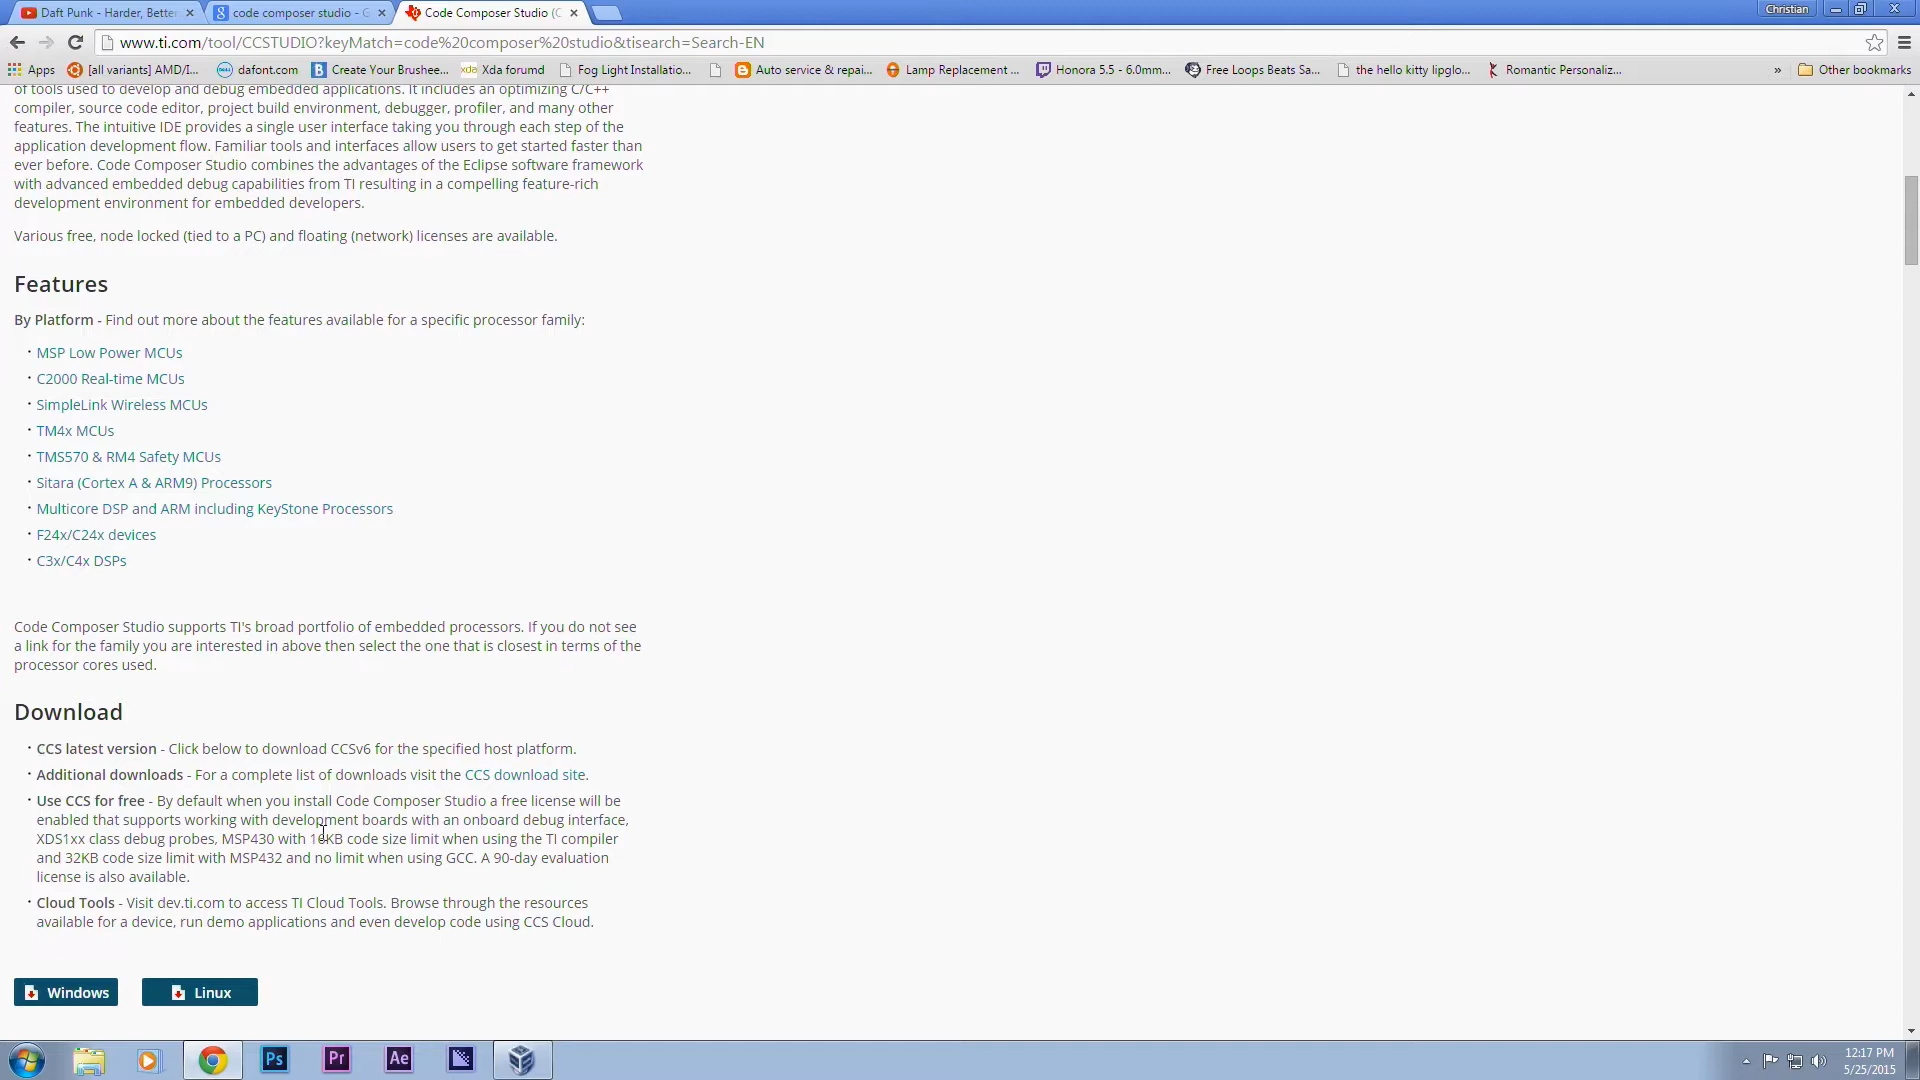 Daft Punk - Harder, Better
code composer studio - G
Code Composer Studio (C
Christian
www.ti.com/tool/CCSTUDIO?keyMatch=code%20composer%20studio&tisearch=Search-EN
Apps
[all variants] AMD/I...
dafont.com
Create Your Brushee...
Xda forumd
Fog Light Installatio...
Auto service & repai...
Lamp Replacement ...
Honora 5.5 - 6.0mm...
Free Loops Beats Sa...
the hello kitty lipglo...
Romantic Personaliz...
»
Other bookmarks
of tools used to develop and debug embedded applications. It includes an optimizing C/C++
compiler, source code editor, project build environment, debugger, profiler, and many other
features. The intuitive IDE provides a single user interface taking you through each step of the
application development flow. Familiar tools and interfaces allow users to get started faster than
ever before. Code Composer Studio combines the advantages of the Eclipse software framework
with advanced embedded debug capabilities from TI resulting in a compelling feature-rich
development environment for embedded developers.
Various free, node locked (tied to a PC) and floating (network) licenses are available.
Features
By Platform - Find out more about the features available for a specific processor family:
· MSP Low Power MCUs
· C2000 Real-time MCUs
· SimpleLink Wireless MCUs
· TM4x MCUs
· TMS570 & RM4 Safety MCUs
· Sitara (Cortex A & ARM9) Processors
· Multicore DSP and ARM including KeyStone Processors
· F24x/C24x devices
· C3x/C4x DSPs
Code Composer Studio supports TI's broad portfolio of embedded processors. If you do not see
a link for the family you are interested in above then select the one that is closest in terms of the
processor cores used.
Download
· CCS latest version - Click below to download CCSv6 for the specified host platform.
· Additional downloads - For a complete list of downloads visit the CCS download site.
· Use CCS for free - By default when you install Code Composer Studio a free license will be
enabled that supports working with development boards with an onboard debug interface,
XDS1xx class debug probes, MSP430 with 16KB code size limit when using the TI compiler
and 32KB code size limit with MSP432 and no limit when using GCC. A 90-day evaluation
license is also available.
· Cloud Tools - Visit dev.ti.com to access TI Cloud Tools. Browse through the resources
available for a device, run demo applications and even develop code using CCS Cloud.
Windows
Linux
Ps
Pr
Ae
12:17 PM
5/25/2015